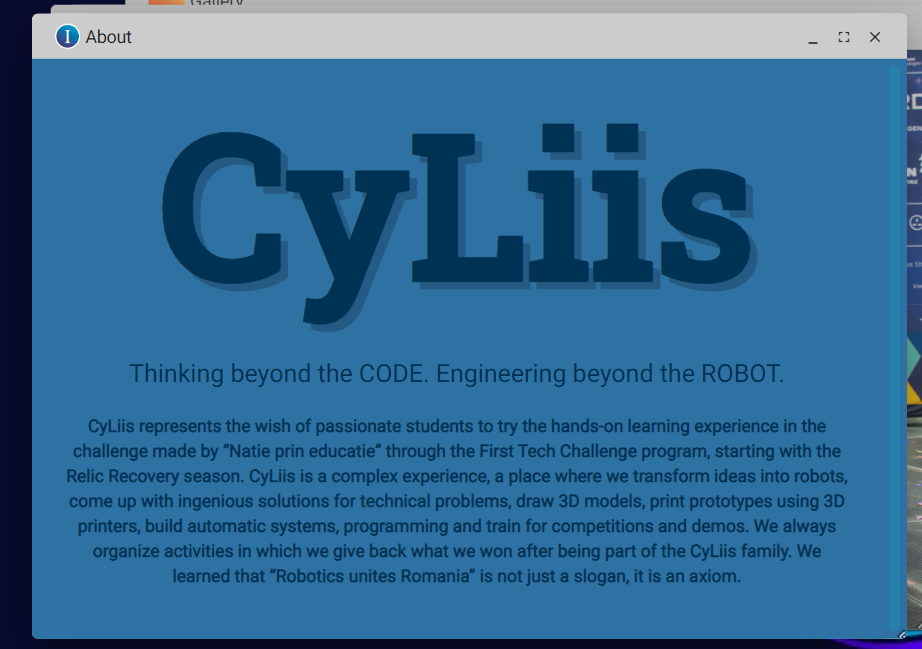 Gallery
About
CyLiis
Thinking beyond the CODE. Engineering beyond the ROBOT.
CyLiis represents the wish of passionate students to try the hands-on learning experience in the
challenge made by “Natie prin educatie” through the First Tech Challenge program, starting with the
Relic Recovery season. CyLiis is a complex experience, a place where we transform ideas into robots,
come up with ingenious solutions for technical problems, draw 3D models, print prototypes using 3D
printers, build automatic systems, programming and train for competitions and demos. We always
organize activities in which we give back what we won after being part of the CyLiis family. We
learned that “Robotics unites Romania” is not just a slogan, it is an axiom.